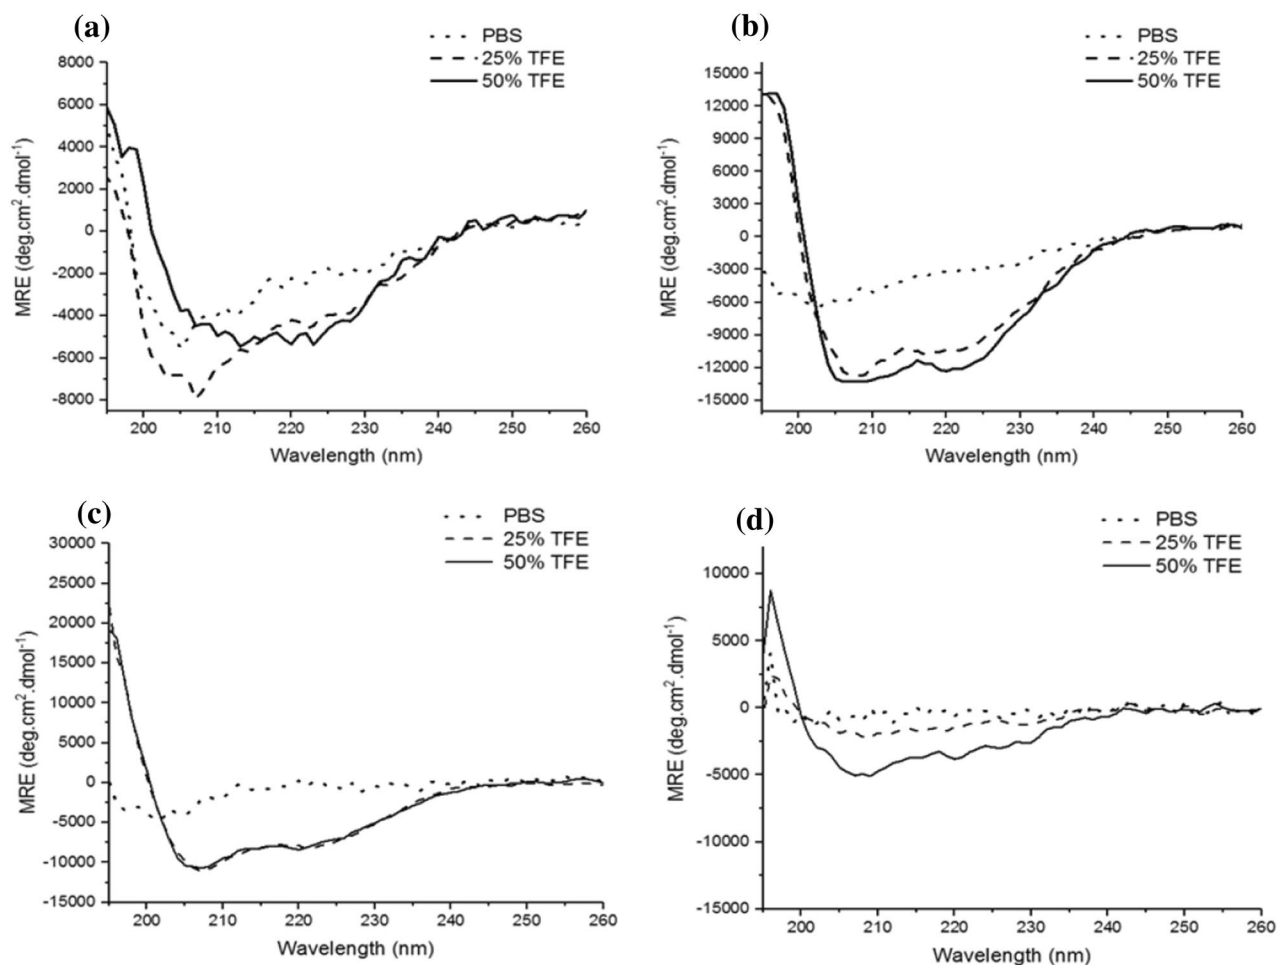 (a)
PBS
25% TFE
50% TFE
8000
6000
4000
2000
0
-2000
-4000
-6000
-8000
MRE (deg.cm².dmol⁻¹)
200 210 220 230 240 250 260
Wavelength (nm)
(b)
PBS
25% TFE
50% TFE
15000
12000
9000
6000
3000
0
-3000
-6000
-9000
-12000
-15000
MRE (deg.cm².dmol⁻¹)
200 210 220 230 240 250 260
Wavelength (nm)
(c)
PBS
25% TFE
50% TFE
30000
25000
20000
15000
10000
5000
0
-5000
-10000
-15000
MRE (deg.cm².dmol⁻¹)
200 210 220 230 240 250 260
Wavelength (nm)
(d)
PBS
25% TFE
50% TFE
10000
5000
0
-5000
-10000
-15000
MRE (deg.cm².dmol⁻¹)
200 210 220 230 240 250 260
Wavelength (nm)